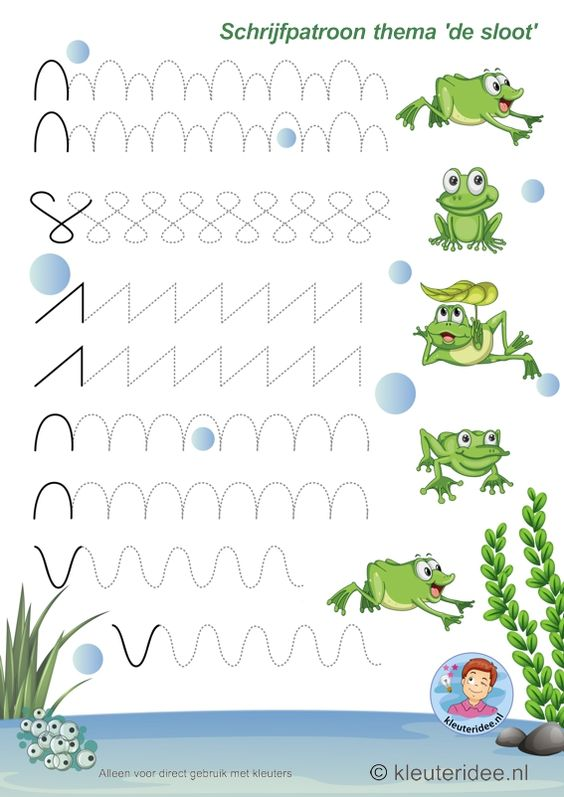 Schrijfpatroon thema 'de sloot'
kleuteridee.nl
Alleen voor direct gebruik met kleuters
© kleuteridee.nl